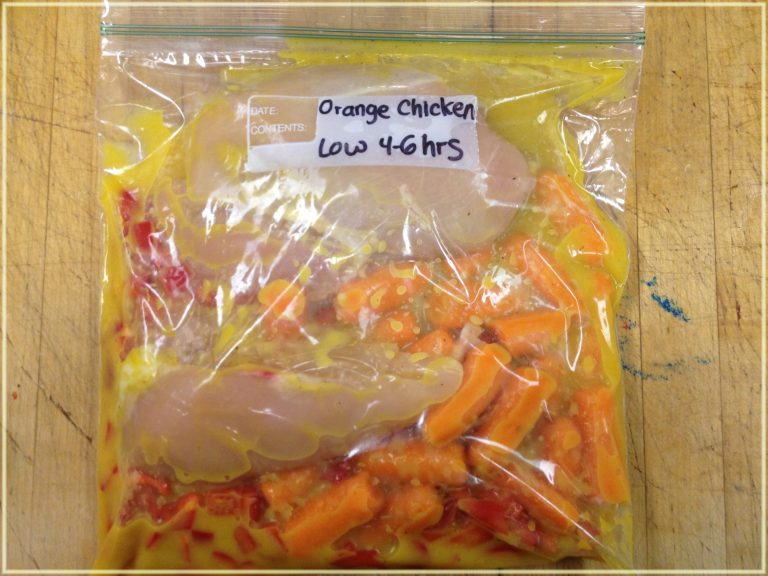 DATE:
Orange Chicken
CONTENTS:
Low 4-6 hrs